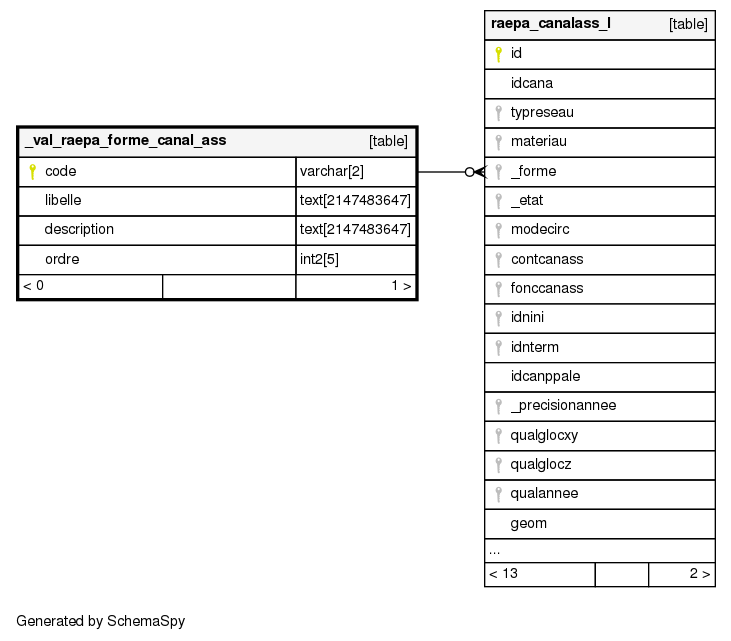 _val_raepa_forme_canal_ass [table]
code varchar[2]
libelle text[2147483647]
description text[2147483647]
ordre int2[5]
< 0 1 >
raepa_canalass_l [table]
id
idcana
typreseau
materiau
_forme
_etat
modecirc
contcanass
fonccanass
idnini
idnterm
idcanppale
_precisionannee
qualglocxy
qualglocz
qualannee
geom
...
< 13 2 >
Generated by SchemaSpy